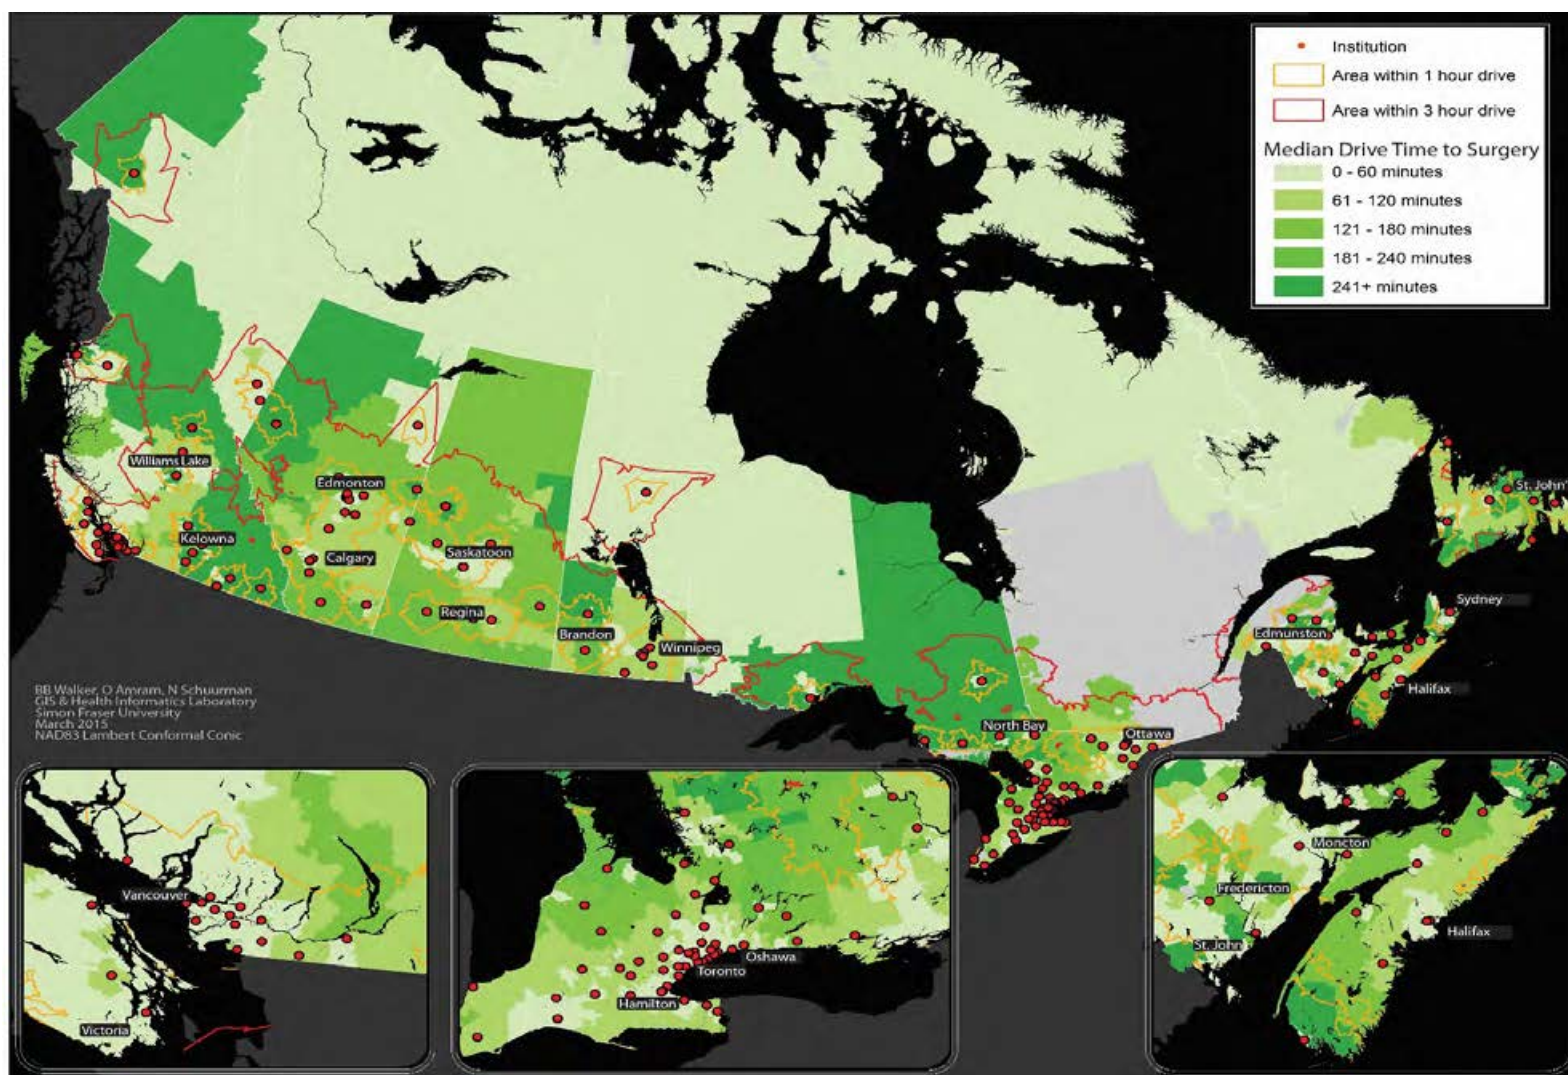 Institution
Area within 1 hour drive
Area within 3 hour drive
Median Drive Time to Surgery
0 - 60 minutes
61 - 120 minutes
121 - 180 minutes
181 - 240 minutes
241+ minutes
Williams Lake
Edmonton
St. John'
Kelowna
Calgary
Saskatoon
Regina
Sydney
Brandon
Winnipeg
Edmunston
Halifax
BB Walker, O Amram, N Schuurman
GIS & Health Informatics Laboratory
Simon Fraser University
March 2015
NAD83 Lambert Conformal Conic
North Bay
Ottawa
Vancouver
Victoria
Oshawa
Toronto
Hamilton
Moncton
Fredericton
St. John
Halifax